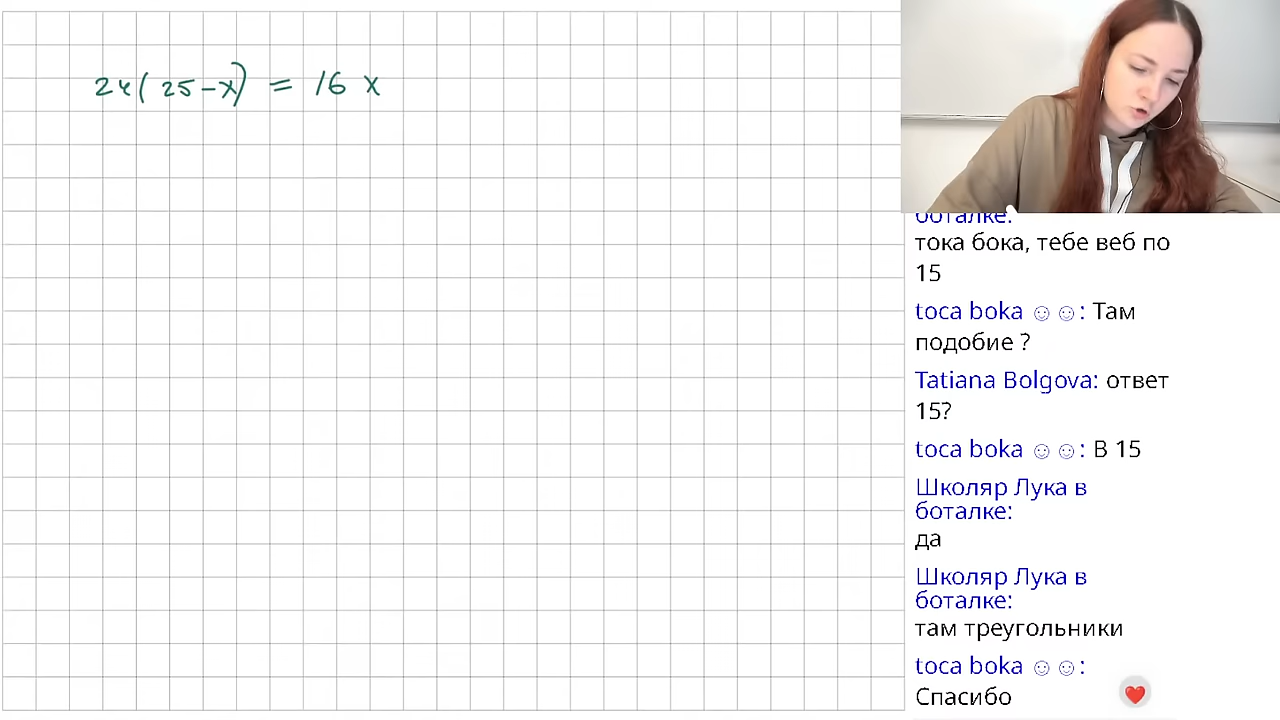 24(25-x) = 16 x
боталке:
тока бока, тебе веб по
15
toca boka ☺☺: Там
подобие ?
Tatiana Bolgova: ответ
15?
toca boka ☺☺: В 15
Школяр Лука в
боталке:
да
Школяр Лука в
боталке:
там треугольники
toca boka ☺☺:
Спасибо